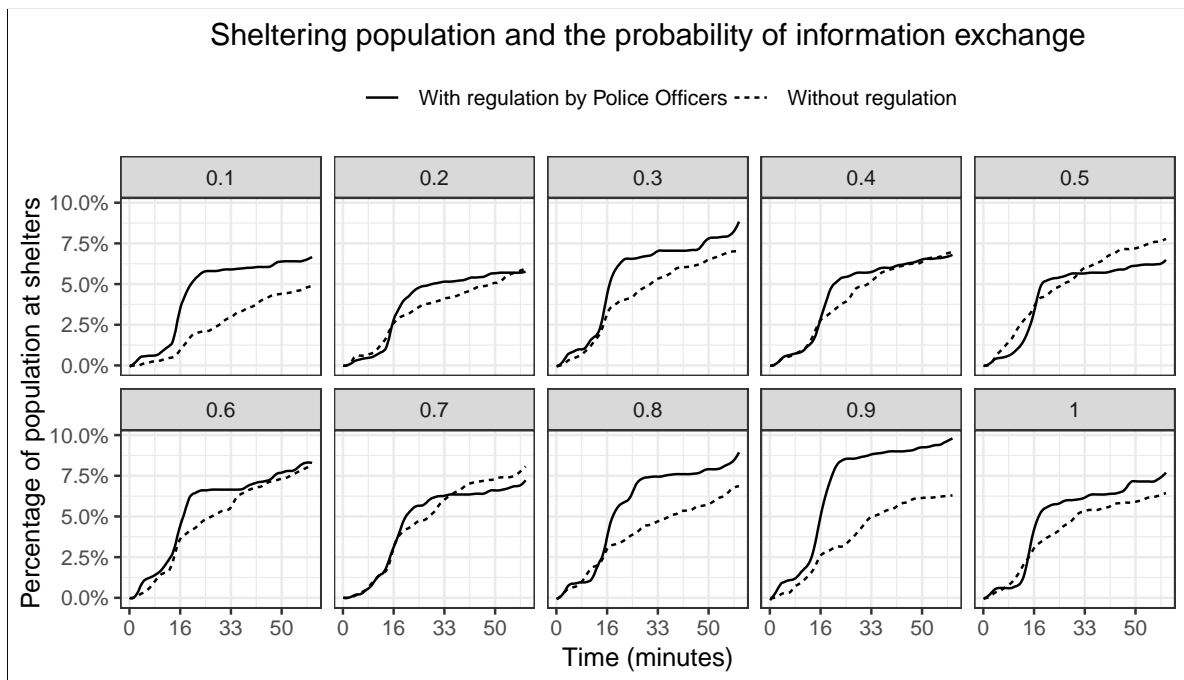 Sheltering population and the probability of information exchange
With regulation by Police Officers Without regulation
Percentage of population at shelters
0.1 0.2 0.3 0.4 0.5
10.0%
7.5%
5.0%
2.5%
0.0%
0.6 0.7 0.8 0.9 1
10.0%
7.5%
5.0%
2.5%
0.0%
0 16 33 50 0 16 33 50 0 16 33 50 0 16 33 50 0 16 33 50
Time (minutes)